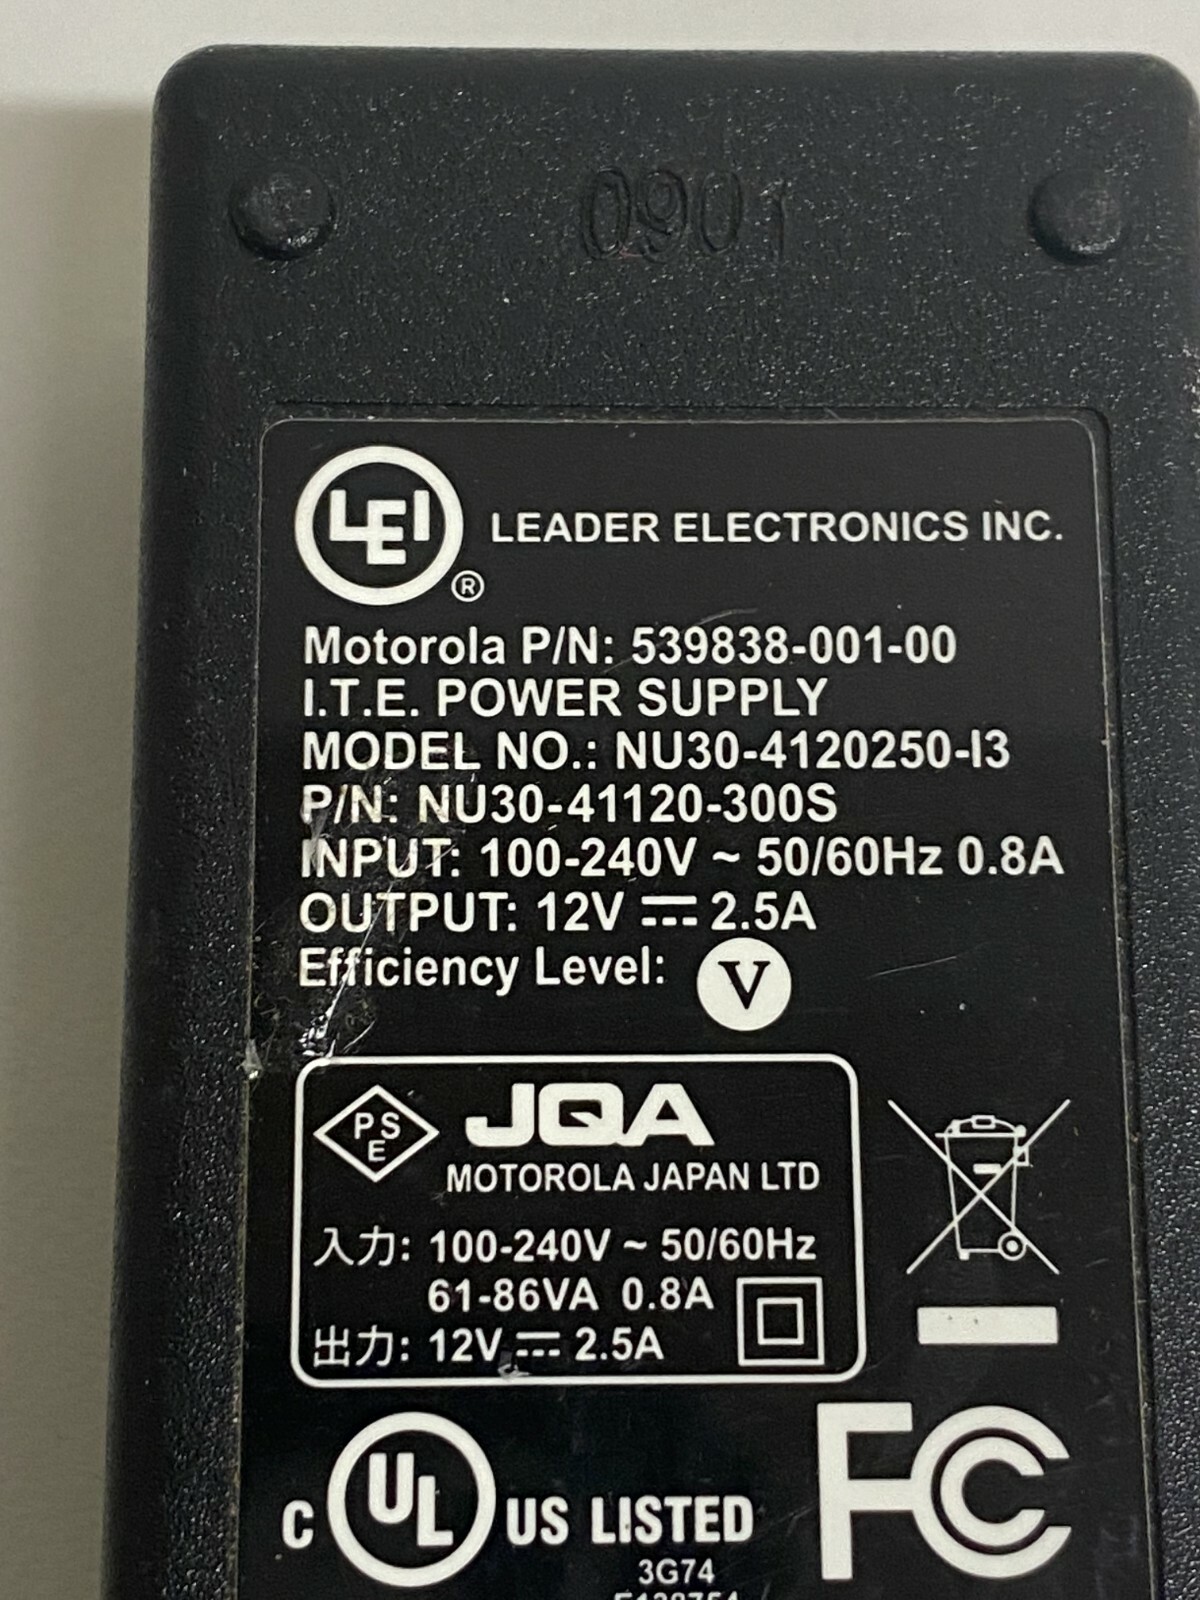 0901
LEI
®
LEADER ELECTRONICS INC.
Motorola P/N: 539838-001-00
I.T.E. POWER SUPPLY
MODEL NO.: NU30-4120250-I3
P/N: NU30-41120-300S
INPUT: 100-240V ~ 50/60Hz 0.8A
OUTPUT: 12V ⎓ 2.5A
Efficiency Level: V
PSE JQA
MOTOROLA JAPAN LTD
入力: 100-240V ~ 50/60Hz
61-86VA 0.8A
出力: 12V ⎓ 2.5A
C UL US LISTED
FC
3G74